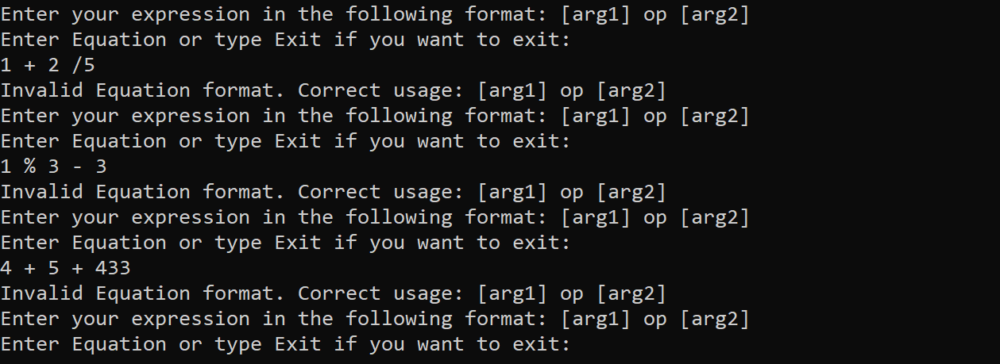 Enter your expression in the following format: [arg1] op [arg2]
Enter Equation or type Exit if you want to exit:
1 + 2 /5
Invalid Equation format. Correct usage: [arg1] op [arg2]
Enter your expression in the following format: [arg1] op [arg2]
Enter Equation or type Exit if you want to exit:
1 % 3 - 3
Invalid Equation format. Correct usage: [arg1] op [arg2]
Enter your expression in the following format: [arg1] op [arg2]
Enter Equation or type Exit if you want to exit:
4 + 5 + 433
Invalid Equation format. Correct usage: [arg1] op [arg2]
Enter your expression in the following format: [arg1] op [arg2]
Enter Equation or type Exit if you want to exit: